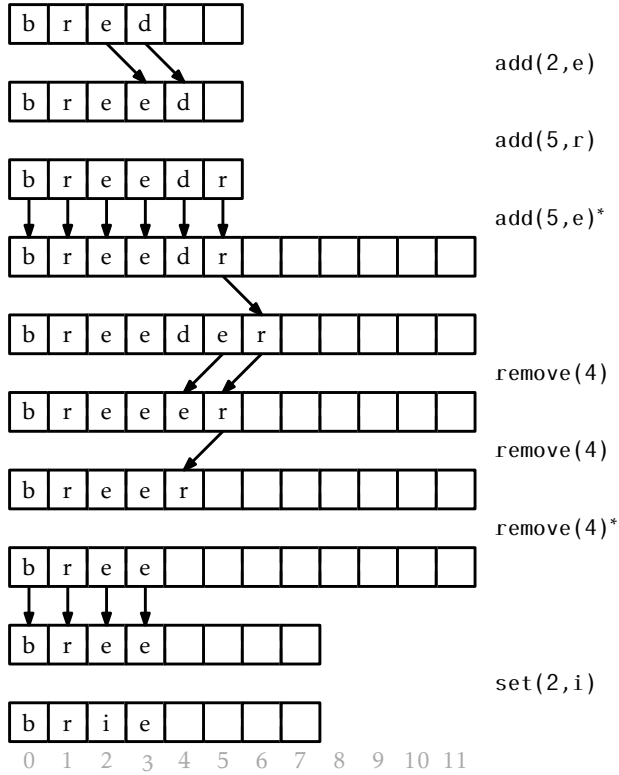 b r e d
add(2,e)
b r e e d
add(5,r)
b r e e d r
add(5,e)*
b r e e d r
b r e e d e r
remove(4)
b r e e e r
remove(4)
b r e e r
remove(4)*
b r e e
b r e e
set(2,i)
b r i e
0 1 2 3 4 5 6 7 8 9 10 11